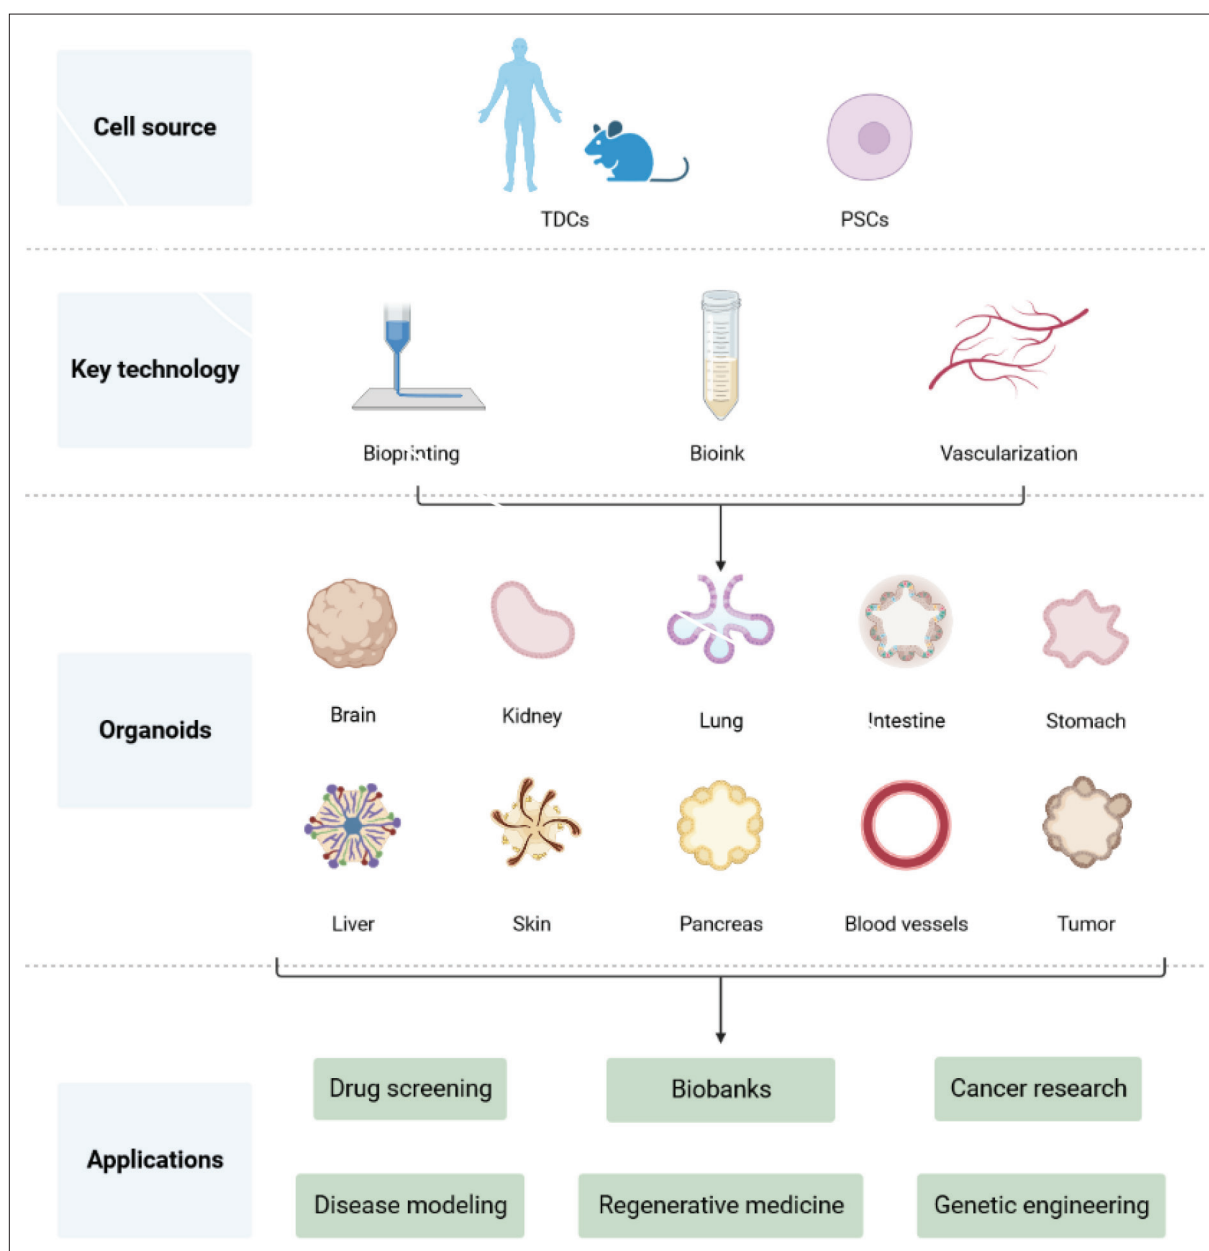 Cell source
TDCs
PSCs
Key technology
Bioprinting
Bioink
Vascularization
Organoids
Brain
Kidney
Lung
Intestine
Stomach
Liver
Skin
Pancreas
Blood vessels
Tumor
Applications
Drug screening
Biobanks
Cancer research
Disease modeling
Regenerative medicine
Genetic engineering